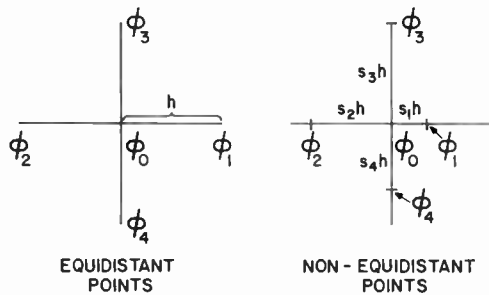 ϕ₃
h
ϕ₂ ϕ₀ ϕ₁
ϕ₄
EQUIDISTANT
POINTS
ϕ₃
s₃h
s₂h s₁h
ϕ₂ ϕ₀ ϕ₁
s₄h
ϕ₄
NON - EQUIDISTANT
POINTS